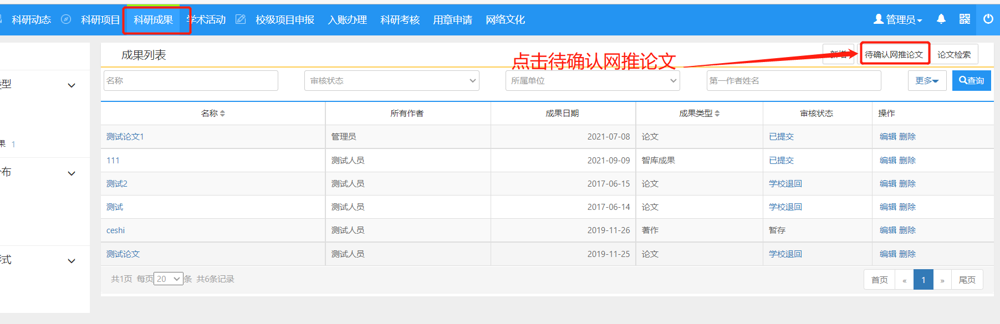 科研动态 科研项目 科研成果 学术活动 校级项目申报 入账办理 科研考核 用章申请 网络文化 管理员
成果列表 点击待确认网推论文 新增 待确认网推论文 论文检索
名称 审核状态 所属单位 第一作者姓名 更多 查询
名称 所有作者 成果日期 成果类型 审核状态 操作
测试论文1 管理员 2021-07-08 论文 已提交 编辑 删除
111 测试人员 2021-09-09 智库成果 已提交 编辑 删除
测试2 测试人员 2017-06-15 论文 学校退回 编辑 删除
测试 测试人员 2017-06-14 论文 学校退回 编辑 删除
ceshi 测试人员 2019-11-26 著作 暂存 编辑 删除
测试论文 测试人员 2019-11-25 论文 学校退回 编辑 删除
共1页 每页 20 条 共6条记录 首页 « 1 » 尾页
型
果 1
布
式